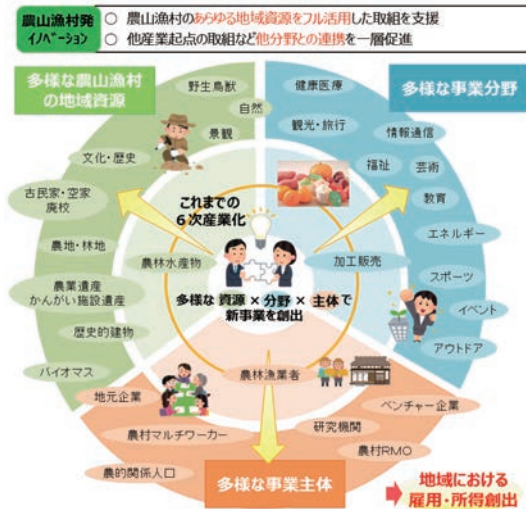 農山漁村発
イノベーション
○ 農山漁村のあらゆる地域資源をフル活用した取組を支援
○ 他産業起点の取組など他分野との連携を一層促進
多様な農山漁村
の地域資源
多様な事業分野
野生鳥獣
自然
景観
文化・歴史
古民家・空家
廃校
農地・林地
農業遺産
かんがい施設遺産
歴史的建物
バイオマス
健康医療
観光・旅行
情報通信
福祉
芸術
教育
エネルギー
スポーツ
イベント
アウトドア
これまでの
6次産業化
農林水産物
加工販売
多様な 資源 × 分野 × 主体で
新事業を創出
農林漁業者
地元企業
農村マルチワーカー
農的関係人口
ベンチャー企業
研究機関
農村RMO
多様な事業主体
地域における
雇用・所得創出